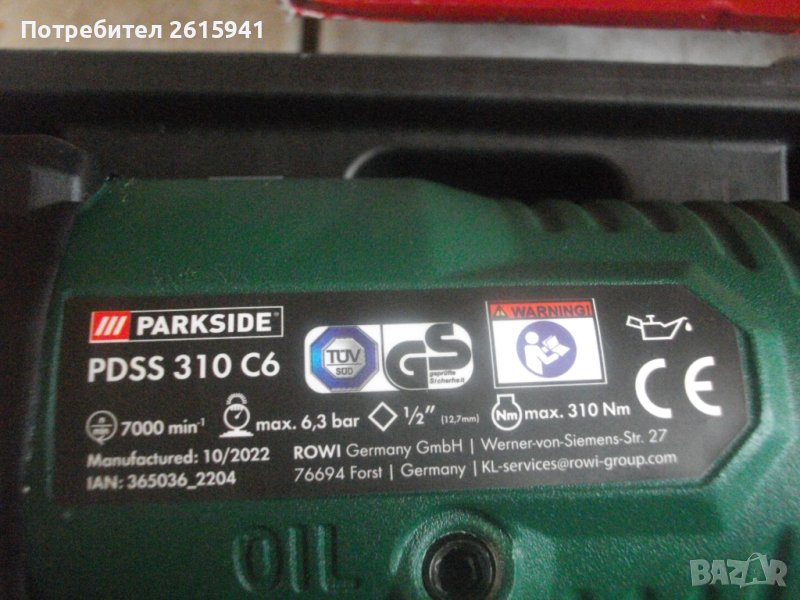 Потребител 2615941
PARKSIDE
PDSS 310 C6
TÜV
SÜD
GS
geprüfte
Sicherheit
WARNING!
CE
7000 min⁻¹
max. 6,3 bar
½" (12,7mm)
Nm max. 310 Nm
Manufactured: 10/2022
IAN: 365036_2204
ROWI Germany GmbH | Werner-von-Siemens-Str. 27
76694 Forst | Germany | KL-services@rowi-group.com
OIL
BAZAR